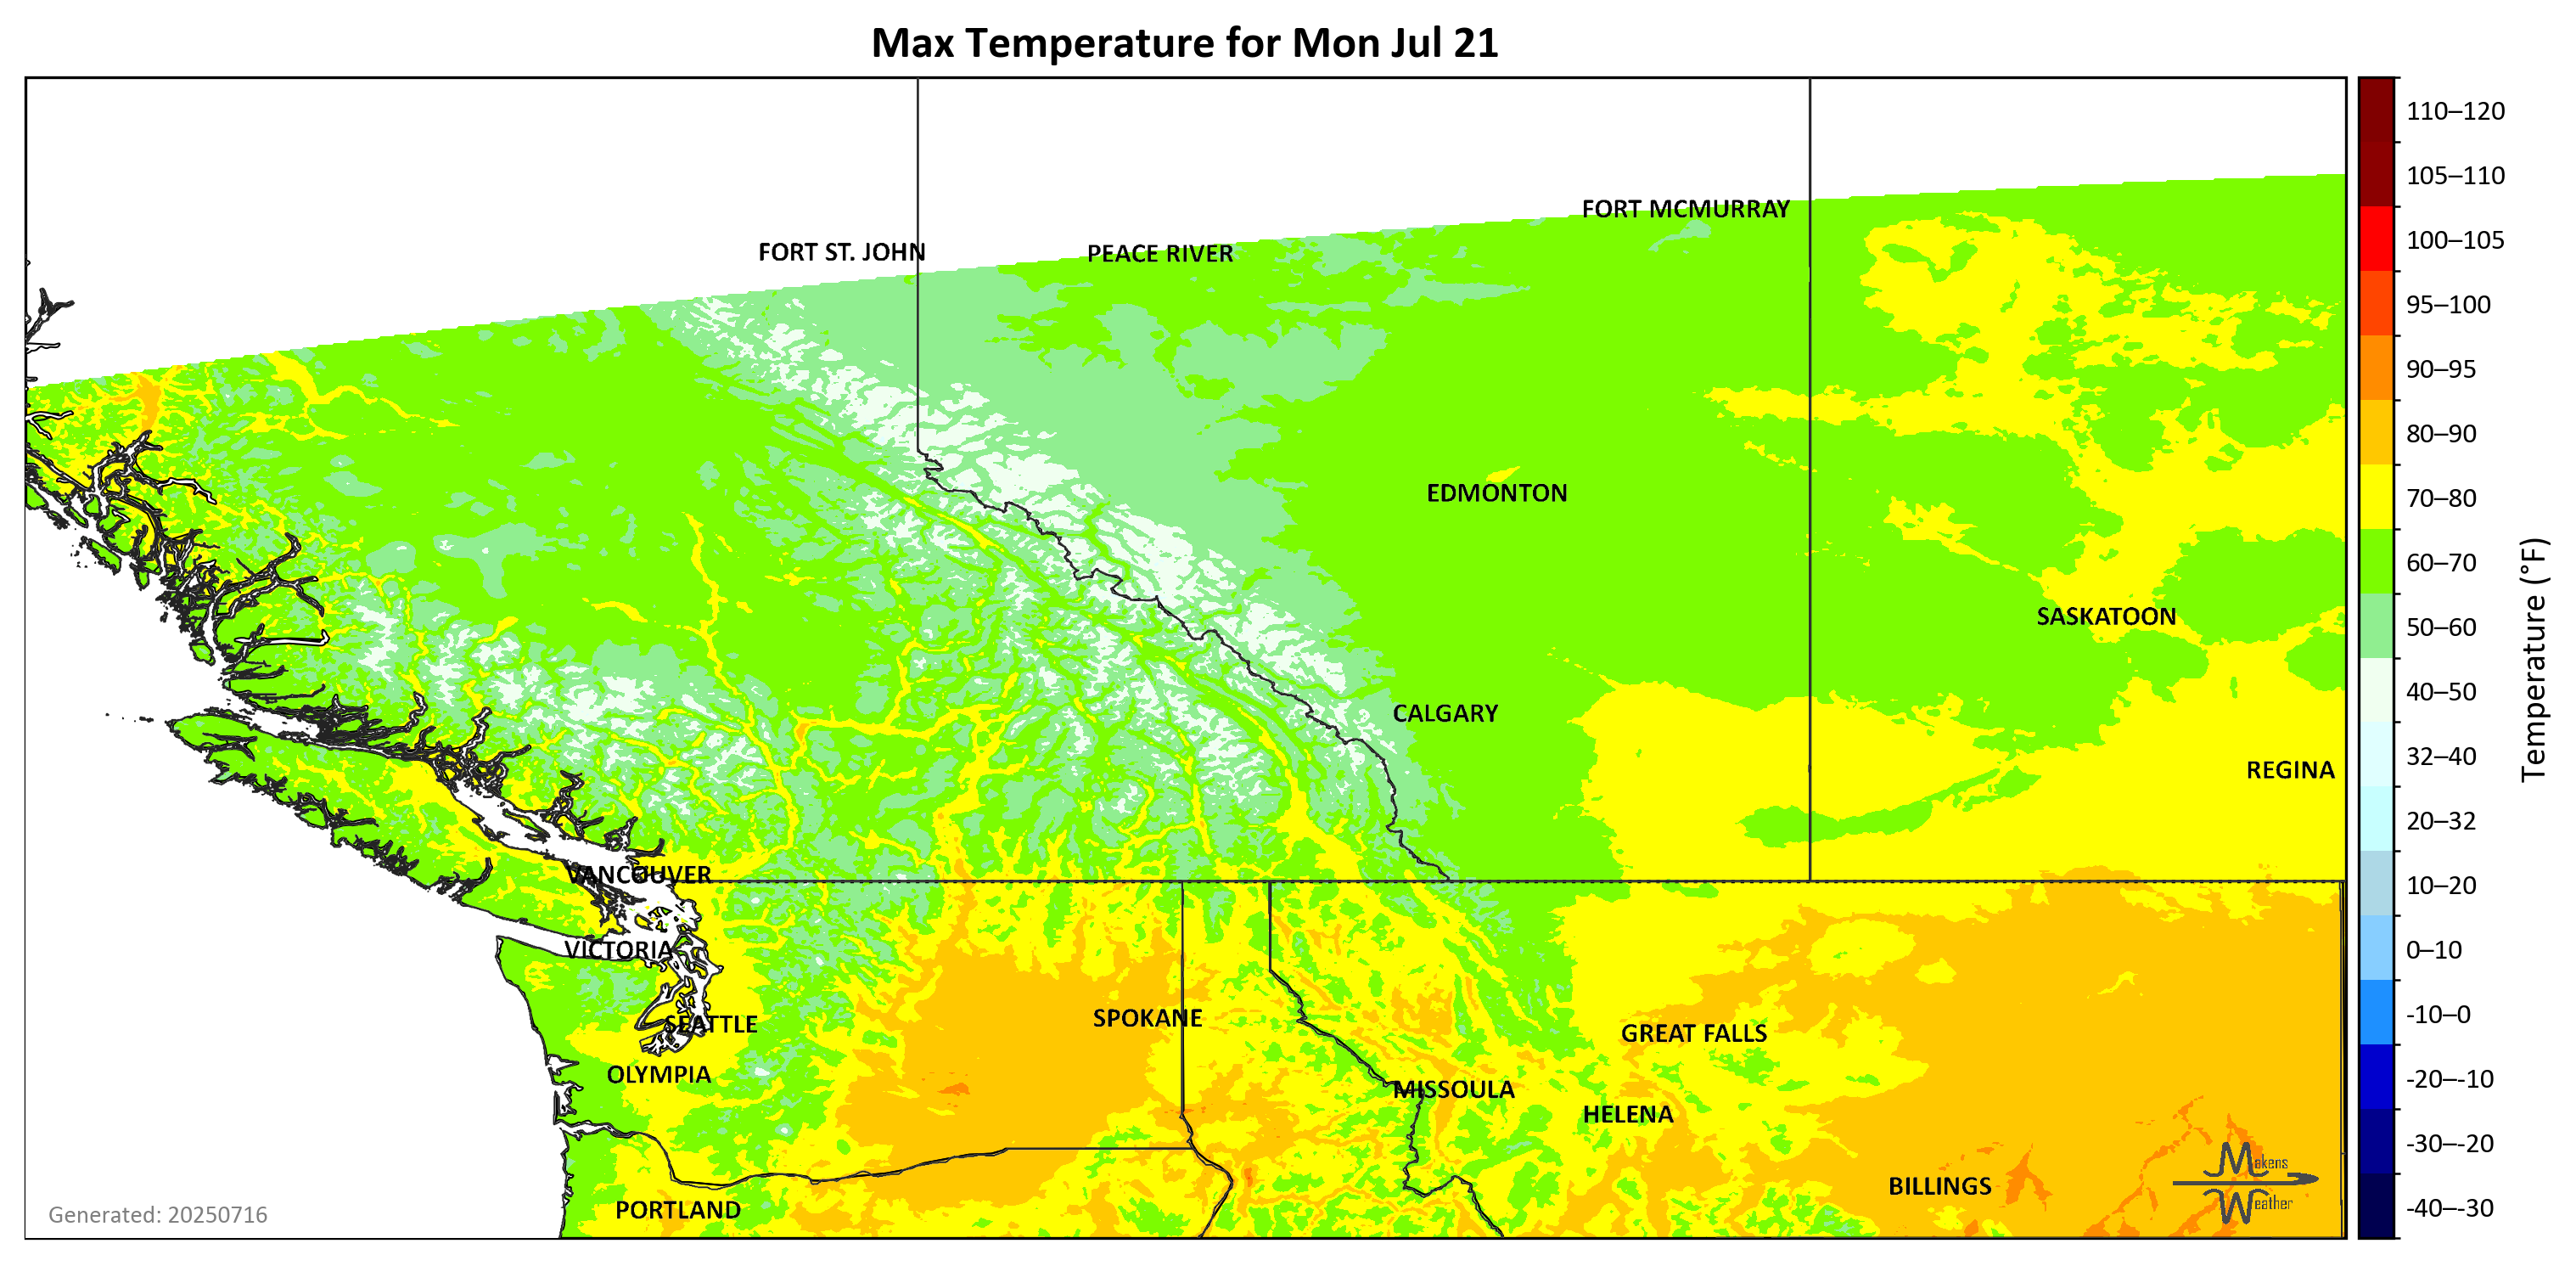 Max Temperature for Mon Jul 21
FORT MCMURRAY
FORT ST. JOHN
PEACE RIVER
EDMONTON
SASKATOON
CALGARY
REGINA
VANCOUVER
VICTORIA
SEATTLE
SPOKANE
GREAT FALLS
OLYMPIA
MISSOULA
HELENA
BILLINGS
PORTLAND
Makens
Weather
Generated: 20250716
110–120
105–110
100–105
95–100
90–95
80–90
70–80
60–70
50–60
40–50
32–40
20–32
10–20
0–10
-10–0
-20–-10
-30–-20
-40–-30
Temperature (°F)